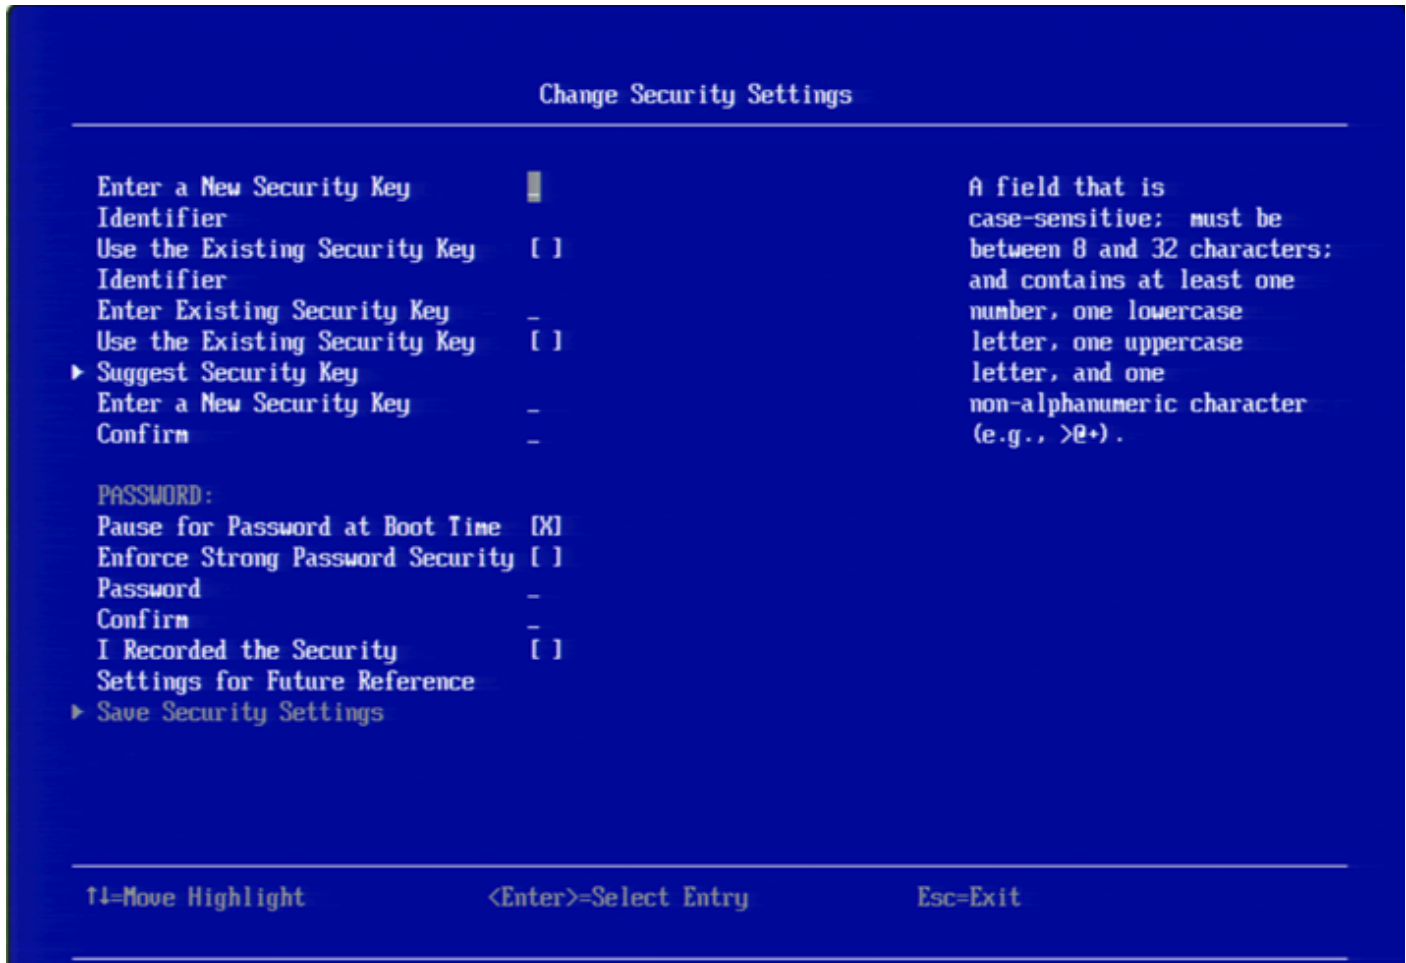 Change Security Settings
Enter a New Security Key _
Identifier
Use the Existing Security Key [ ]
Identifier
Enter Existing Security Key _
Use the Existing Security Key [ ]
▶ Suggest Security Key
Enter a New Security Key _
Confirm _
PASSWORD:
Pause for Password at Boot Time [X]
Enforce Strong Password Security [ ]
Password _
Confirm _
I Recorded the Security [ ]
Settings for Future Reference
▶ Save Security Settings
A field that is
case-sensitive; must be
between 8 and 32 characters;
and contains at least one
number, one lowercase
letter, one uppercase
letter, and one
non-alphanumeric character
(e.g., >@+).
↑↓=Move Highlight <Enter>=Select Entry Esc=Exit